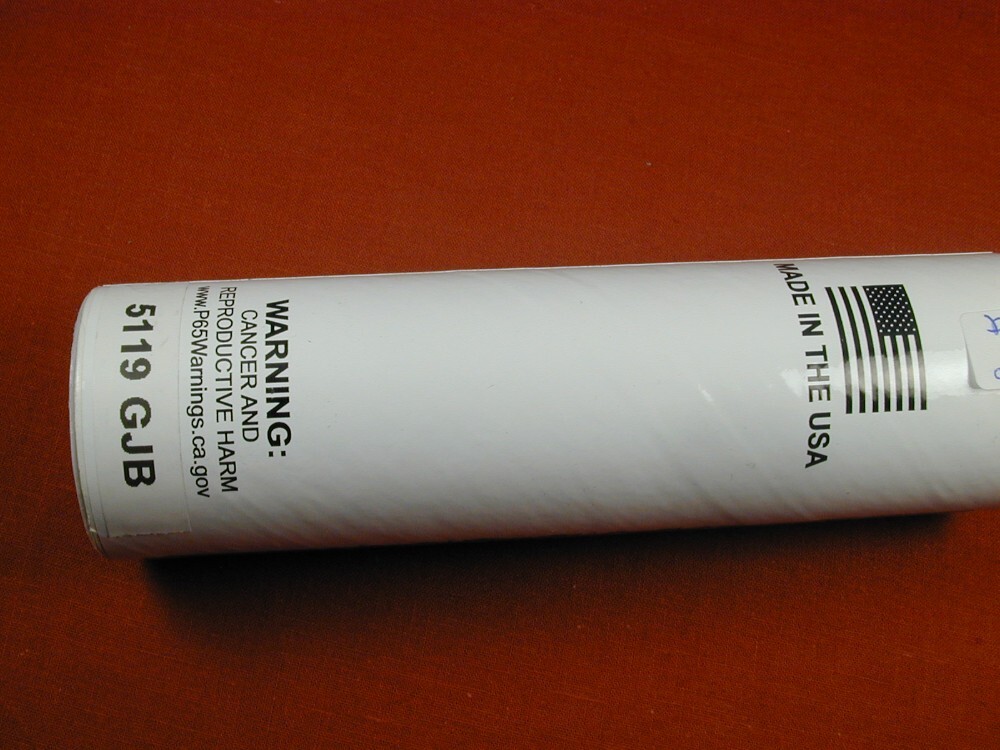 MADE IN THE USA
WARNING:
CANCER AND
REPRODUCTIVE HARM
www.P65Warnings.ca.gov
5119 GJB